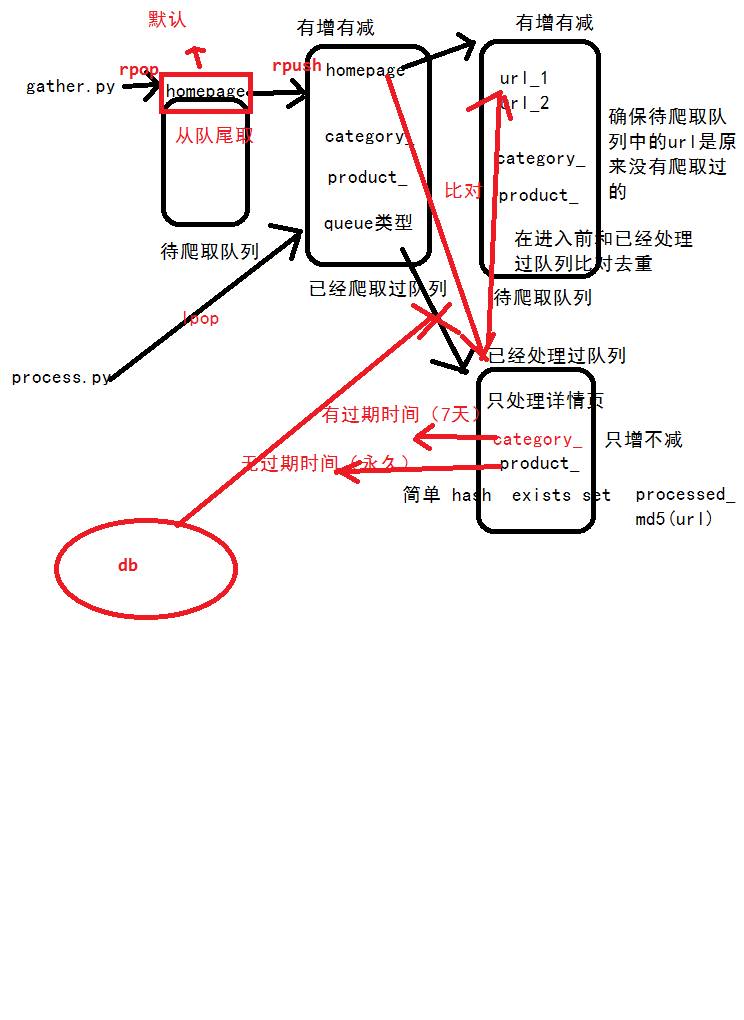 默认
有增有减
有增有减
rpop
rpush
gather.py
homepage
homepage
url_1
url_2
从队尾取
category_
product_
queue类型
比对
category_
product_
确保待爬取队
列中的url是原
来没有爬取过
的
在进入前和已经处理
过队列比对去重
待爬取队列
已经爬取过队列
待爬取队列
lpop
process.py
已经处理过队列
只处理详情页
有过期时间（7天）
category_
只增不减
无过期时间（永久）
product_
简单 hash exists set
processed_
md5(url)
db